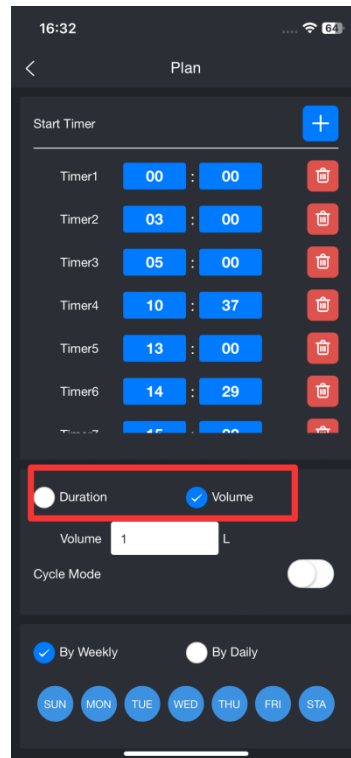 16:32
64
Plan
Start Timer
Timer1 00 : 00
Timer2 03 : 00
Timer3 05 : 00
Timer4 10 : 37
Timer5 13 : 00
Timer6 14 : 29
Duration Volume
Volume 1 L
Cycle Mode
By Weekly By Daily
SUN MON TUE WED THU FRI STA